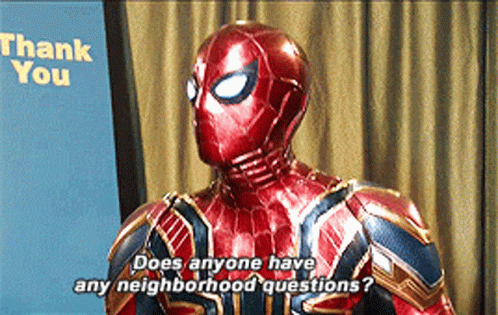 Thank
You
Does anyone have
any neighborhood questions?